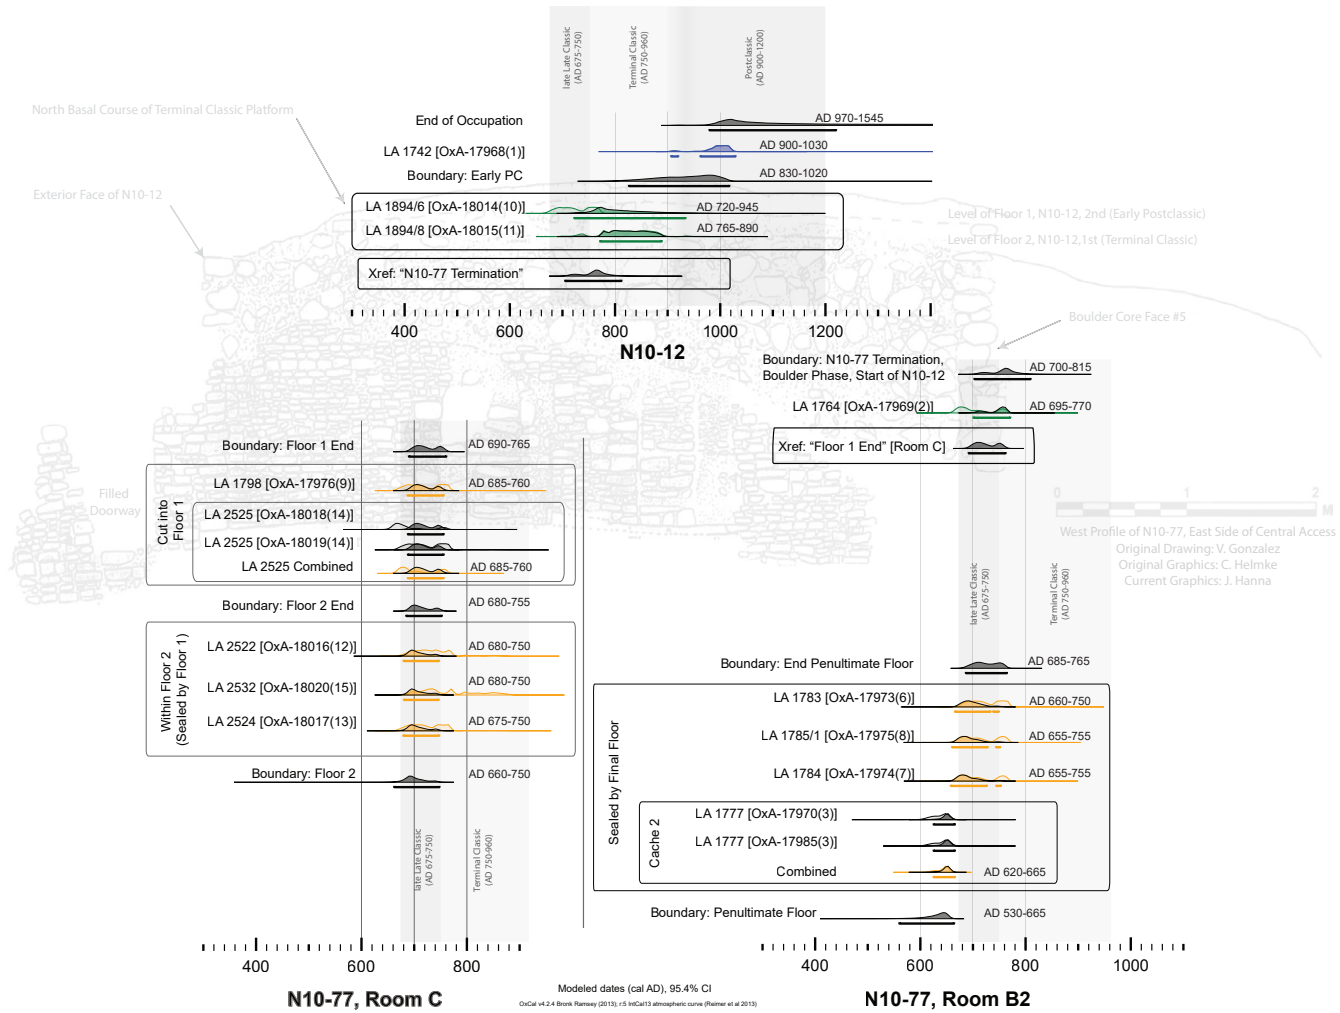 late Late Classic
(AD 675-750)
Terminal Classic
(AD 750-960)
Postclassic
(AD 900-1200)
North Basal Course of Terminal Classic Platform
Exterior Face of N10-12
End of Occupation
AD 970-1545
LA 1742 [OxA-17968(1)]
AD 900-1030
Boundary: Early PC
AD 830-1020
LA 1894/6 [OxA-18014(10)]
AD 720-945
LA 1894/8 [OxA-18015(11)]
AD 765-890
Xref: “N10-77 Termination”
Level of Floor 1, N10-12, 2nd (Early Postclassic)
Level of Floor 2, N10-12,1st (Terminal Classic)
400 600 800 1000 1200
N10-12
Boulder Core Face #5
Boundary: N10-77 Termination,
Boulder Phase, Start of N10-12
AD 700-815
LA 1764 [OxA-17969(2)]
AD 695-770
Xref: “Floor 1 End” [Room C]
Filled
Doorway
0 1 2
M
West Profile of N10-77, East Side of Central Access
Original Drawing: V. Gonzalez
Original Graphics: C. Helmke
Current Graphics: J. Hanna
Boundary: Floor 1 End
AD 690-765
Cut into
Floor 1
LA 1798 [OxA-17976(9)]
AD 685-760
LA 2525 [OxA-18018(14)]
LA 2525 [OxA-18019(14)]
LA 2525 Combined
AD 685-760
Boundary: Floor 2 End
AD 680-755
Within Floor 2
(Sealed by Floor 1)
LA 2522 [OxA-18016(12)]
AD 680-750
LA 2532 [OxA-18020(15)]
AD 680-750
LA 2524 [OxA-18017(13)]
AD 675-750
Boundary: Floor 2
AD 660-750
late Late Classic
(AD 675-750)
Terminal Classic
(AD 750-960)
400 600 800
N10-77, Room C
late Late Classic
(AD 675-750)
Terminal Classic
(AD 750-960)
Boundary: End Penultimate Floor
AD 685-765
Sealed by Final Floor
LA 1783 [OxA-17973(6)]
AD 660-750
LA 1785/1 [OxA-17975(8)]
AD 655-755
LA 1784 [OxA-17974(7)]
AD 655-755
Cache 2
LA 1777 [OxA-17970(3)]
LA 1777 [OxA-17985(3)]
Combined
AD 620-665
Boundary: Penultimate Floor
AD 530-665
400 600 800 1000
N10-77, Room B2
Modeled dates (cal AD), 95.4% CI
OxCal v4.2.4 Bronk Ramsey (2013); r:5 IntCal13 atmospheric curve (Reimer et al 2013)